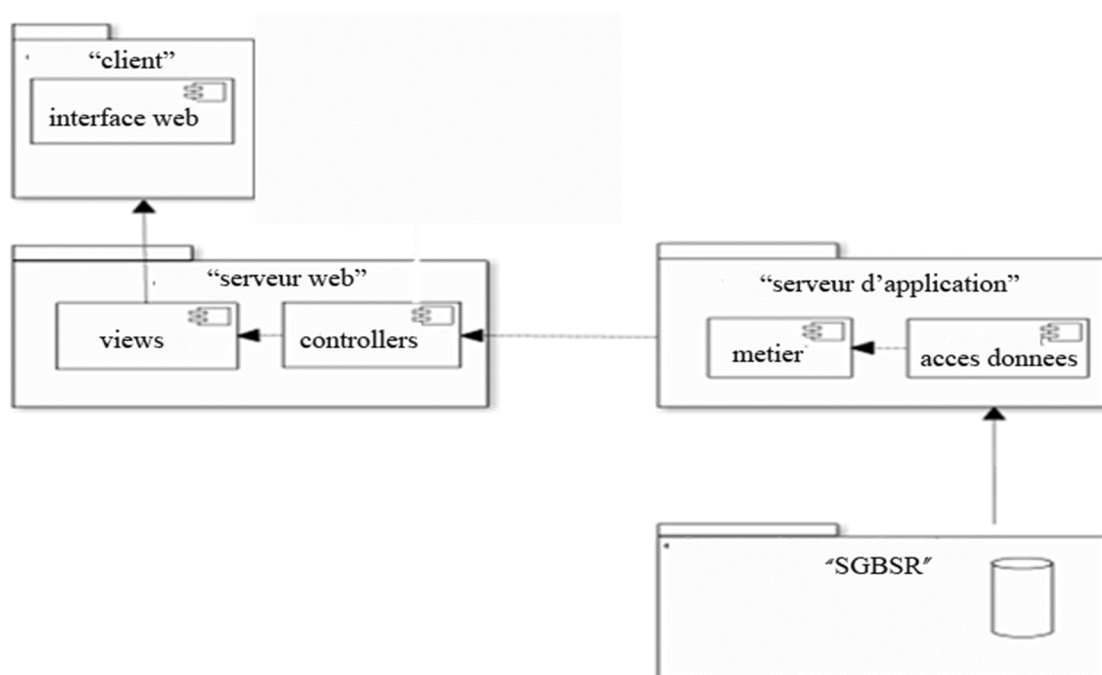 “client”
interface web
“serveur web”
views
controllers
“serveur d’application”
metier
acces donnees
“SGBSR”